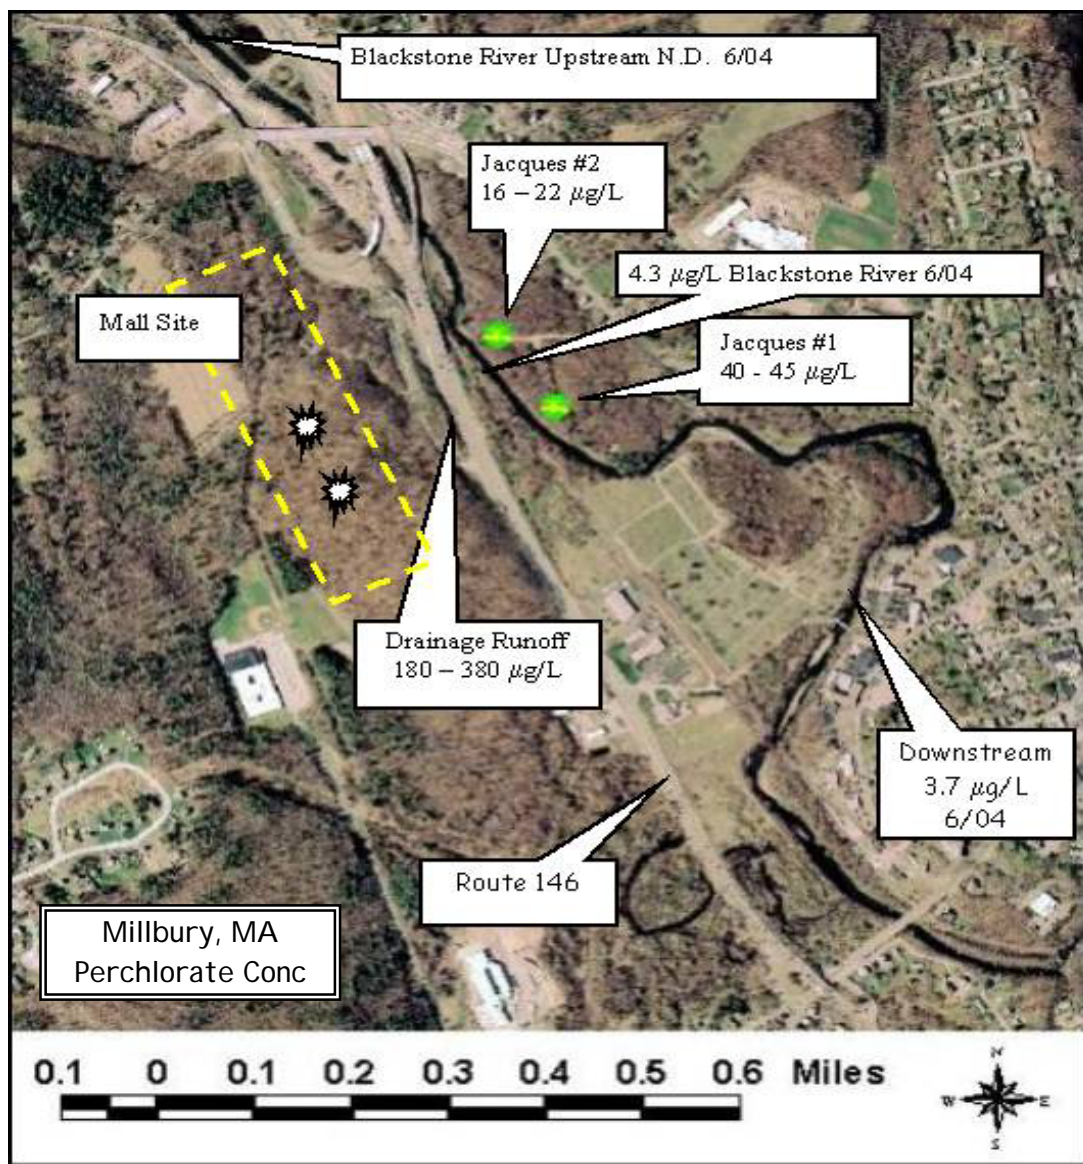 Blackstone River Upstream N.D. 6/04
Jacques #2
16 – 22 µg/L
4.3 µg/L Blackstone River 6/04
Mall Site
Jacques #1
40 - 45 µg/L
Drainage Runoff
180 – 380 µg/L
Downstream
3.7 µg/L
6/04
Route 146
Millbury, MA
Perchlorate Conc
0.1 0 0.1 0.2 0.3 0.4 0.5 0.6 Miles
N
W E
S